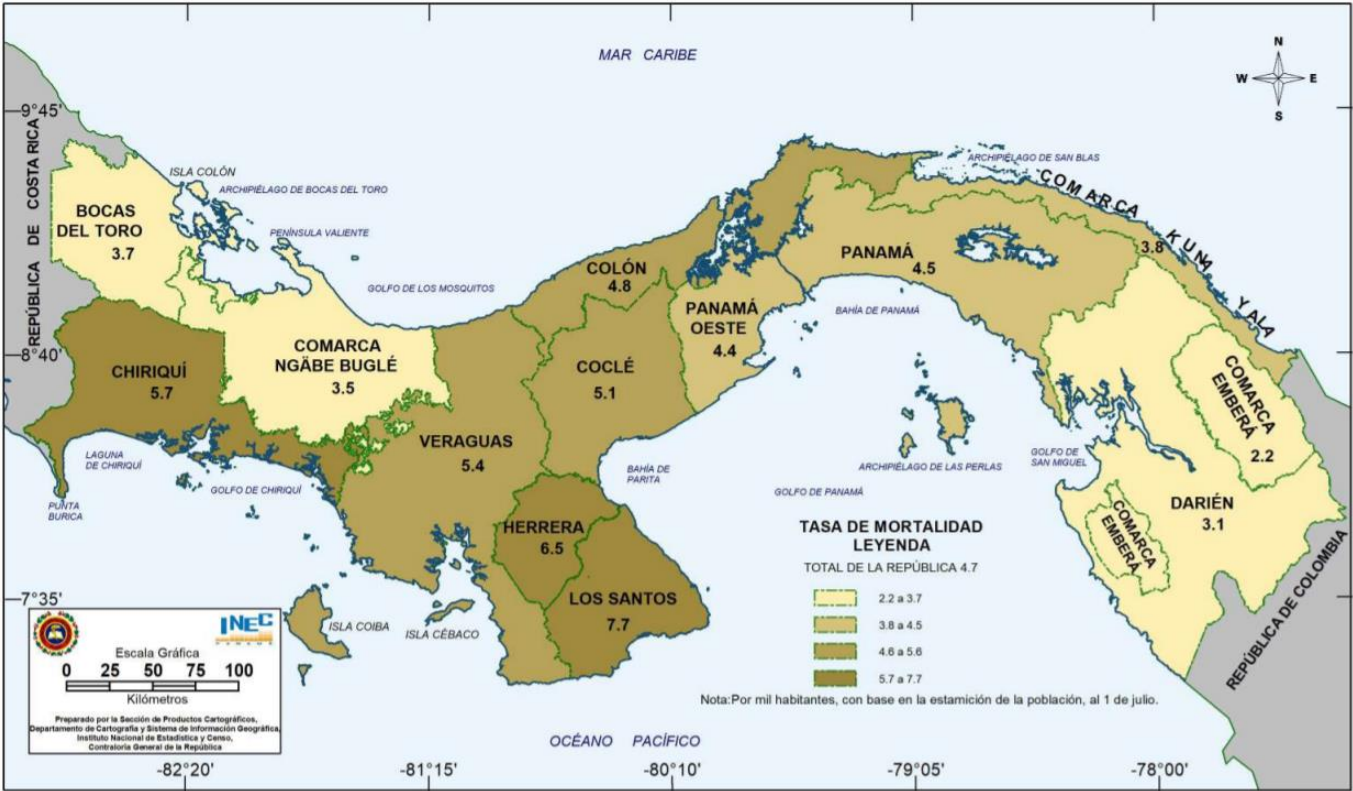 MAR CARIBE
N
W E
S
9°45'
8°40'
7°35'
REPÚBLICA DE COSTA RICA
ISLA COLÓN
ARCHIPIÉLAGO DE BOCAS DEL TORO
BOCAS
DEL TORO
3.7
PENÍNSULA VALIENTE
GOLFO DE LOS MOSQUITOS
ARCHIPIÉLAGO DE SAN BLAS
COMARCA KUNA YALA
3.8
COLÓN
4.8
PANAMÁ
4.5
PANAMÁ
OESTE
4.4
BAHÍA DE PANAMÁ
CHIRIQUÍ
5.7
COMARCA
NGÄBE BUGLÉ
3.5
COCLÉ
5.1
VERAGUAS
5.4
COMARCA
EMBERÁ
2.2
LAGUNA
DE CHIRIQUÍ
GOLFO DE CHIRIQUÍ
PUNTA
BURICA
BAHÍA DE
PARITA
ARCHIPIÉLAGO DE LAS PERLAS
GOLFO DE
SAN MIGUEL
GOLFO DE PANAMÁ
DARIÉN
3.1
COMARCA
EMBERÁ
HERRERA
6.5
LOS SANTOS
7.7
ISLA COIBA
ISLA CÉBACO
REPÚBLICA DE COLOMBIA
TASA DE MORTALIDAD
LEYENDA
TOTAL DE LA REPÚBLICA 4.7
2.2 a 3.7
3.8 a 4.5
4.6 a 5.6
5.7 a 7.7
Nota:Por mil habitantes, con base en la estamición de la población, al 1 de julio.
INEC
PANAMÁ
Escala Gráfica
0 25 50 75 100
Kilómetros
Preparado por la Sección de Productos Cartográficos,
Departamento de Cartografía y Sistema de Información Geográfica,
Instituto Nacional de Estadística y Censo,
Contraloría General de la República
OCÉANO PACÍFICO
-82°20' -81°15' -80°10' -79°05' -78°00'